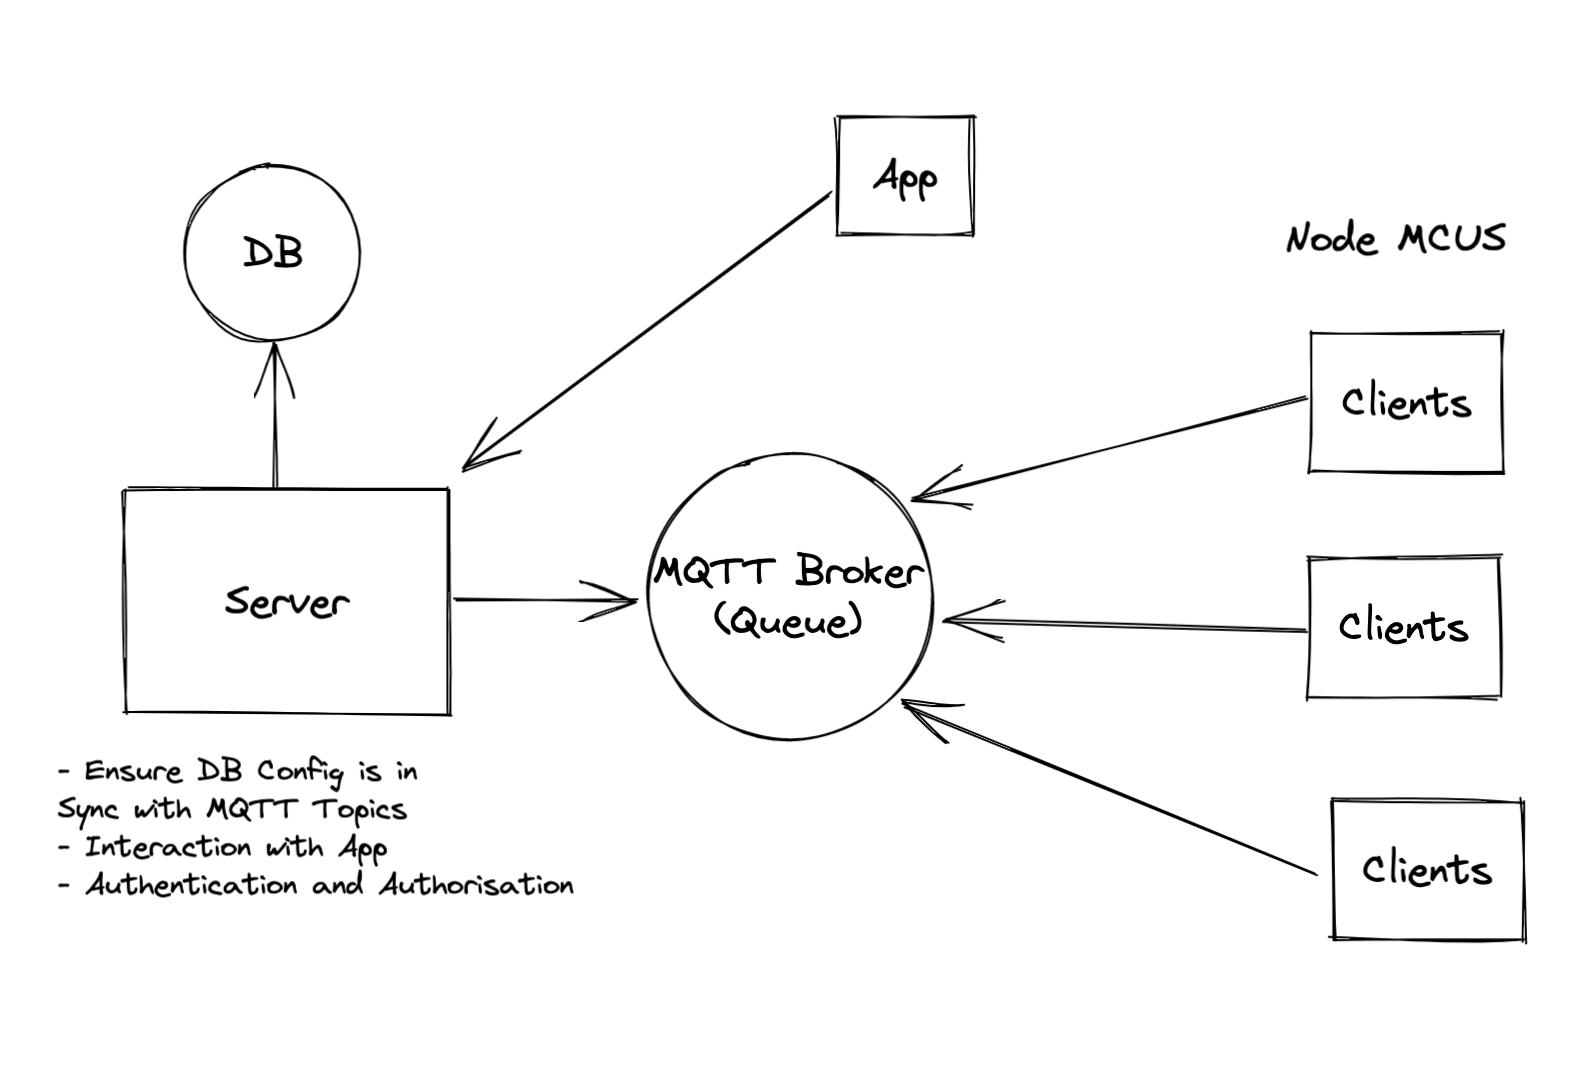 App
DB
Node MCUS
Clients
MQTT Broker
(Queue)
Server
Clients
- Ensure DB Config is in
Sync with MQTT Topics
- Interaction with App
- Authentication and Authorisation
Clients